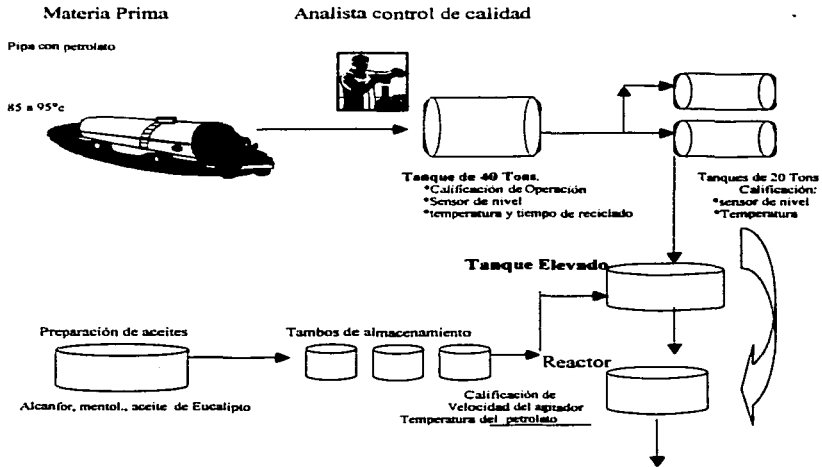 Materia Prima
Analista control de calidad
Pipa con petrolato
85 a 95°c
Tanque de 40 Tons.
*Calificación de Operación
*Sensor de nivel
*temperatura y tiempo de reciclado
Tanques de 20 Tons
Calificación:
*sensor de nivel
*Temperatura
Tanque Elevado
Preparación de aceites
Tambos de almacenamiento
Reactor
Alcanfor, mentol., aceite de Eucalipto
Calificación de
Velocidad del agitador
Temperatura del petrolato